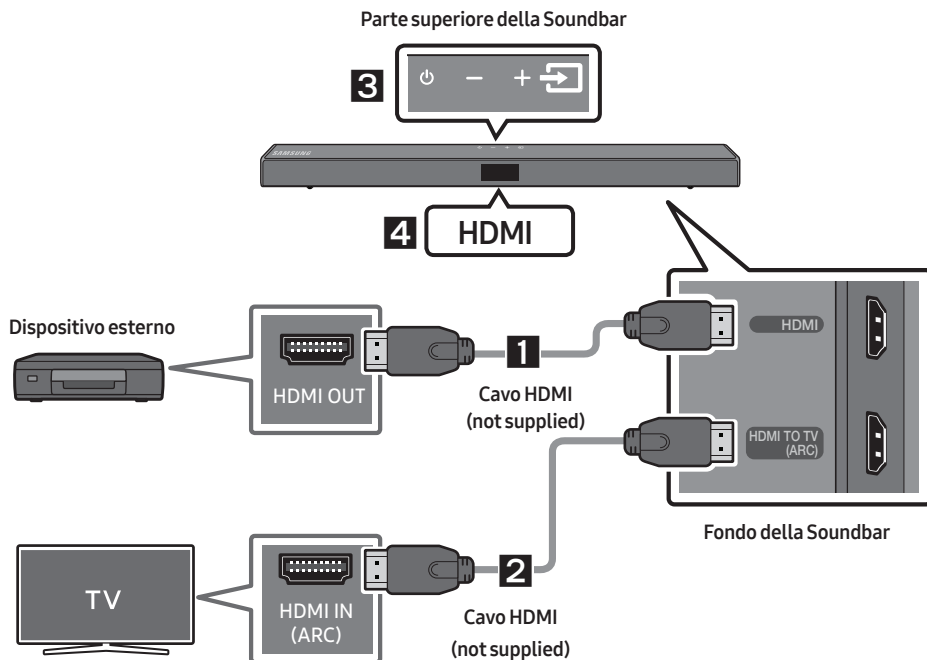 Parte superiore della Soundbar
3
SAMSUNG
4
HDMI
Dispositivo esterno
HDMI OUT
1
Cavo HDMI
(not supplied)
HDMI
HDMI TO TV
(ARC)
Fondo della Soundbar
TV
HDMI IN
(ARC)
2
Cavo HDMI
(not supplied)